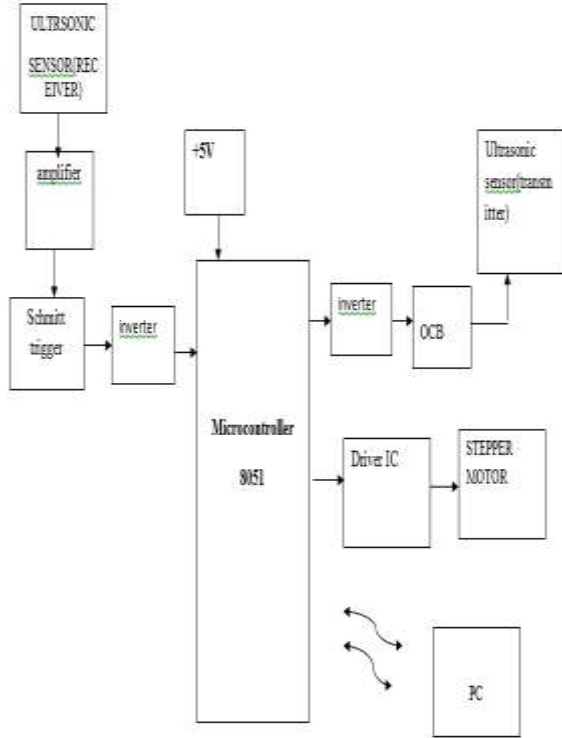 ULTRSONIC
SENSOR(REC
EIVER)
amplifier
Schmitt
trigger
inverter
+5V
Microcontroller
8051
inverter
OCB
Ultrasonic
sensor(transm
itter)
Driver IC
STEPPER
MOTOR
PC